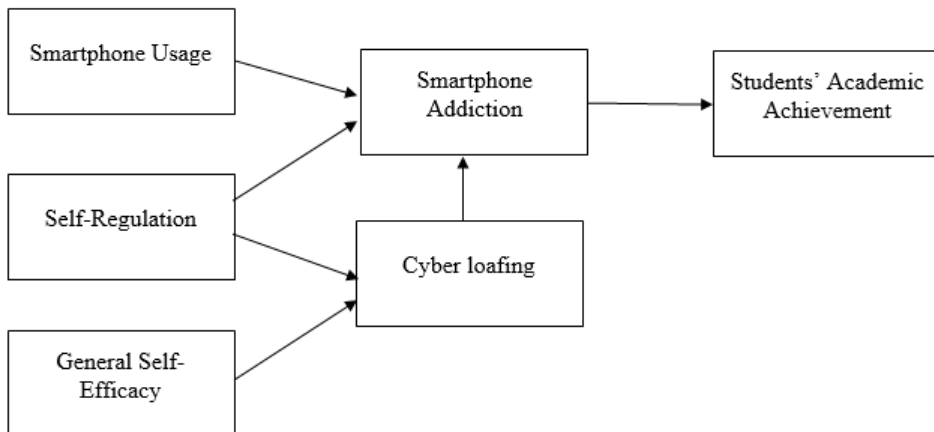 Smartphone Usage
Smartphone
Addiction
Students’ Academic
Achievement
Self-Regulation
Cyber loafing
General Self-
Efficacy